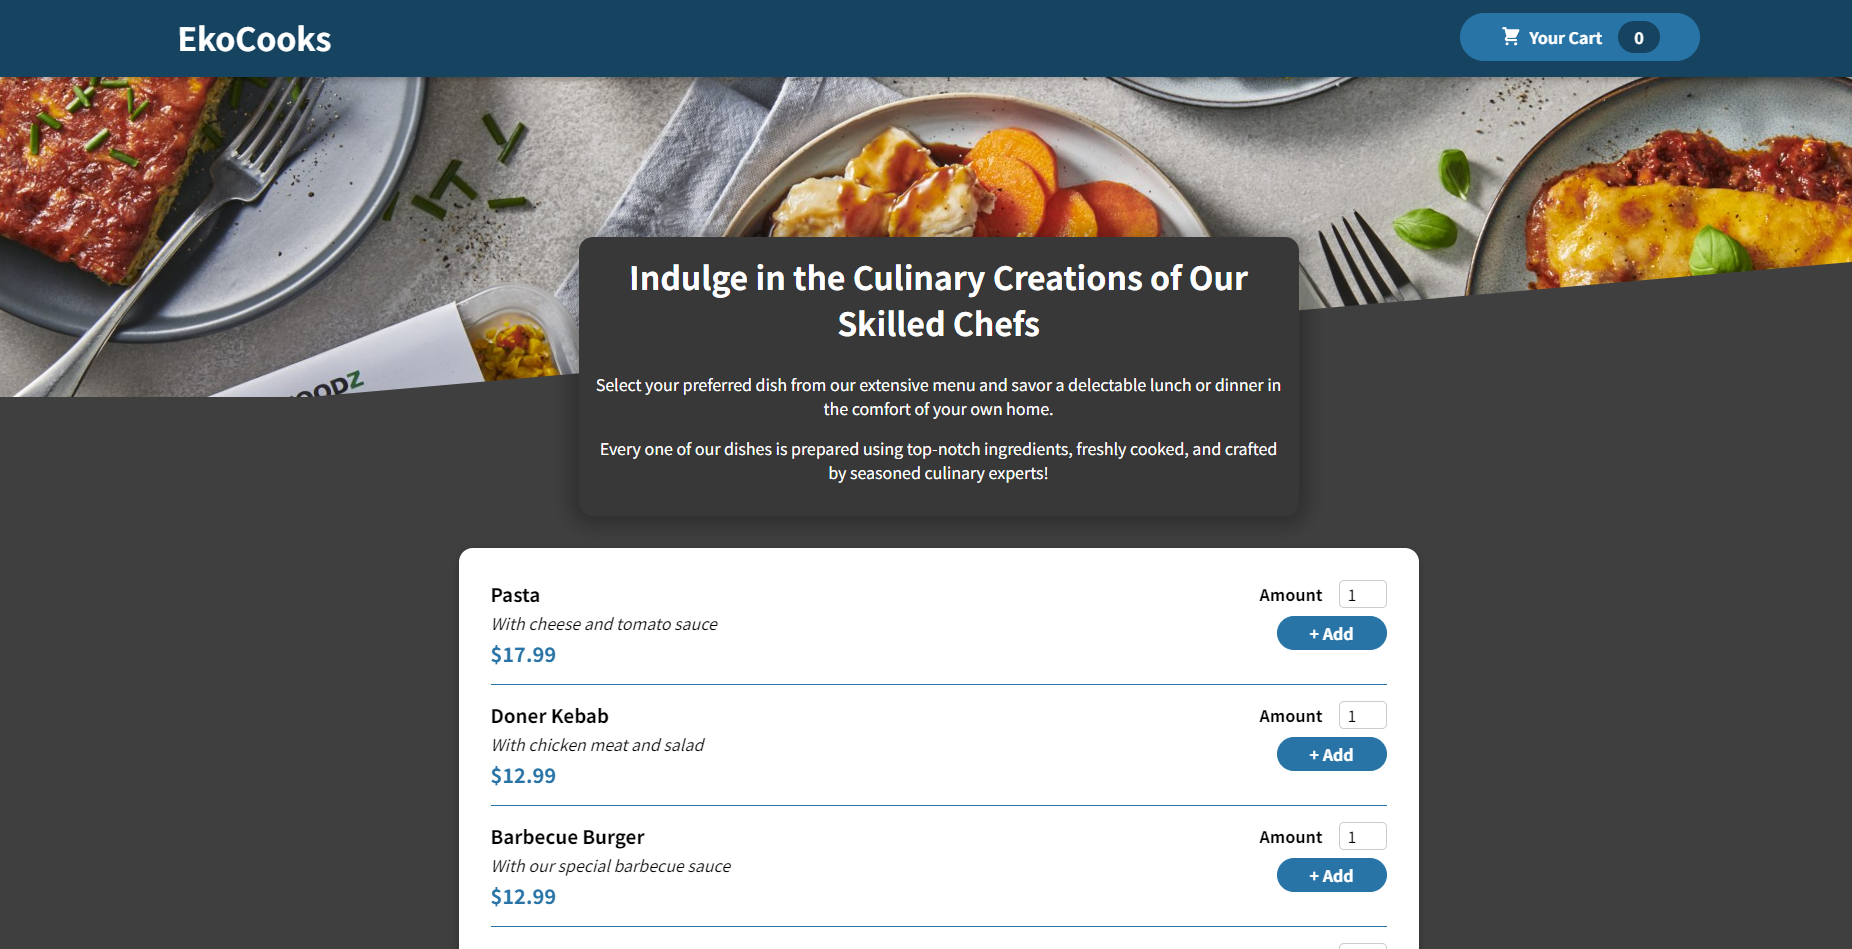 EkoCooks
Your Cart 0
OODZ
Indulge in the Culinary Creations of Our
Skilled Chefs
Select your preferred dish from our extensive menu and savor a delectable lunch or dinner in
the comfort of your own home.
Every one of our dishes is prepared using top-notch ingredients, freshly cooked, and crafted
by seasoned culinary experts!
Pasta
Amount 1
With cheese and tomato sauce
+ Add
$17.99
Doner Kebab
Amount 1
With chicken meat and salad
+ Add
$12.99
Barbecue Burger
Amount 1
With our special barbecue sauce
+ Add
$12.99